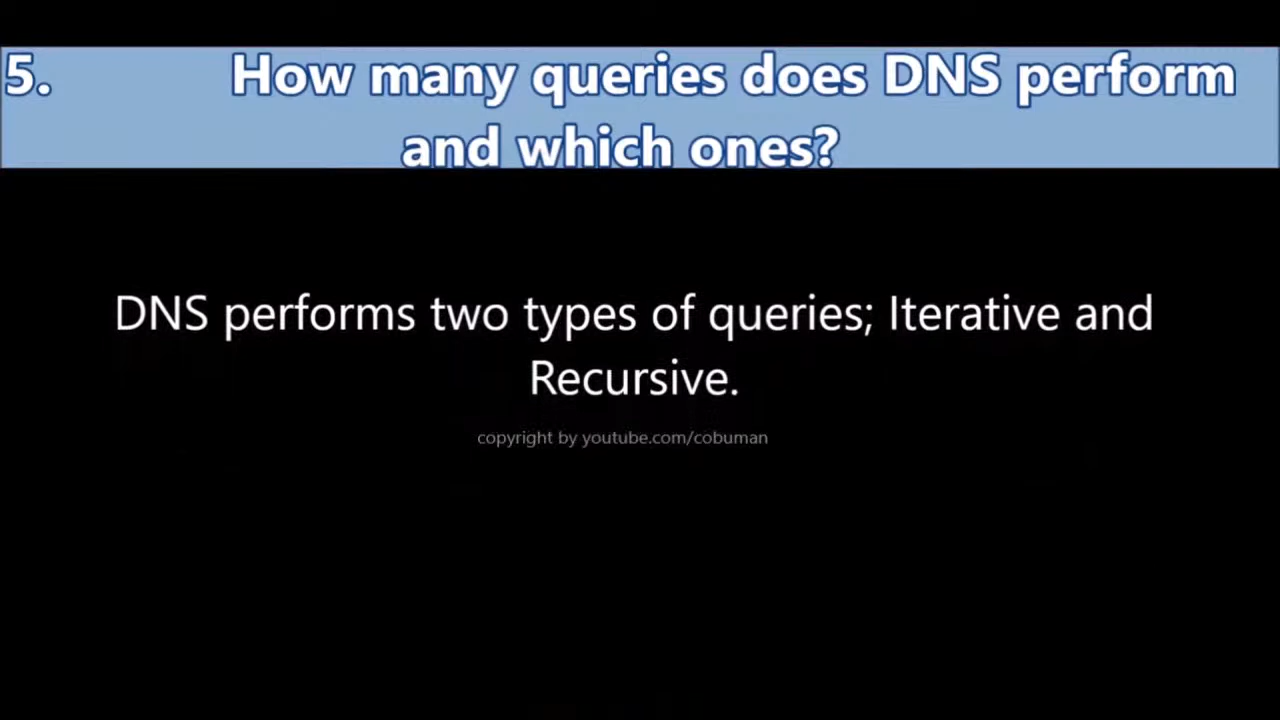 5. How many queries does DNS perform
and which ones?
DNS performs two types of queries; Iterative and
Recursive.
copyright by youtube.com/cobuman